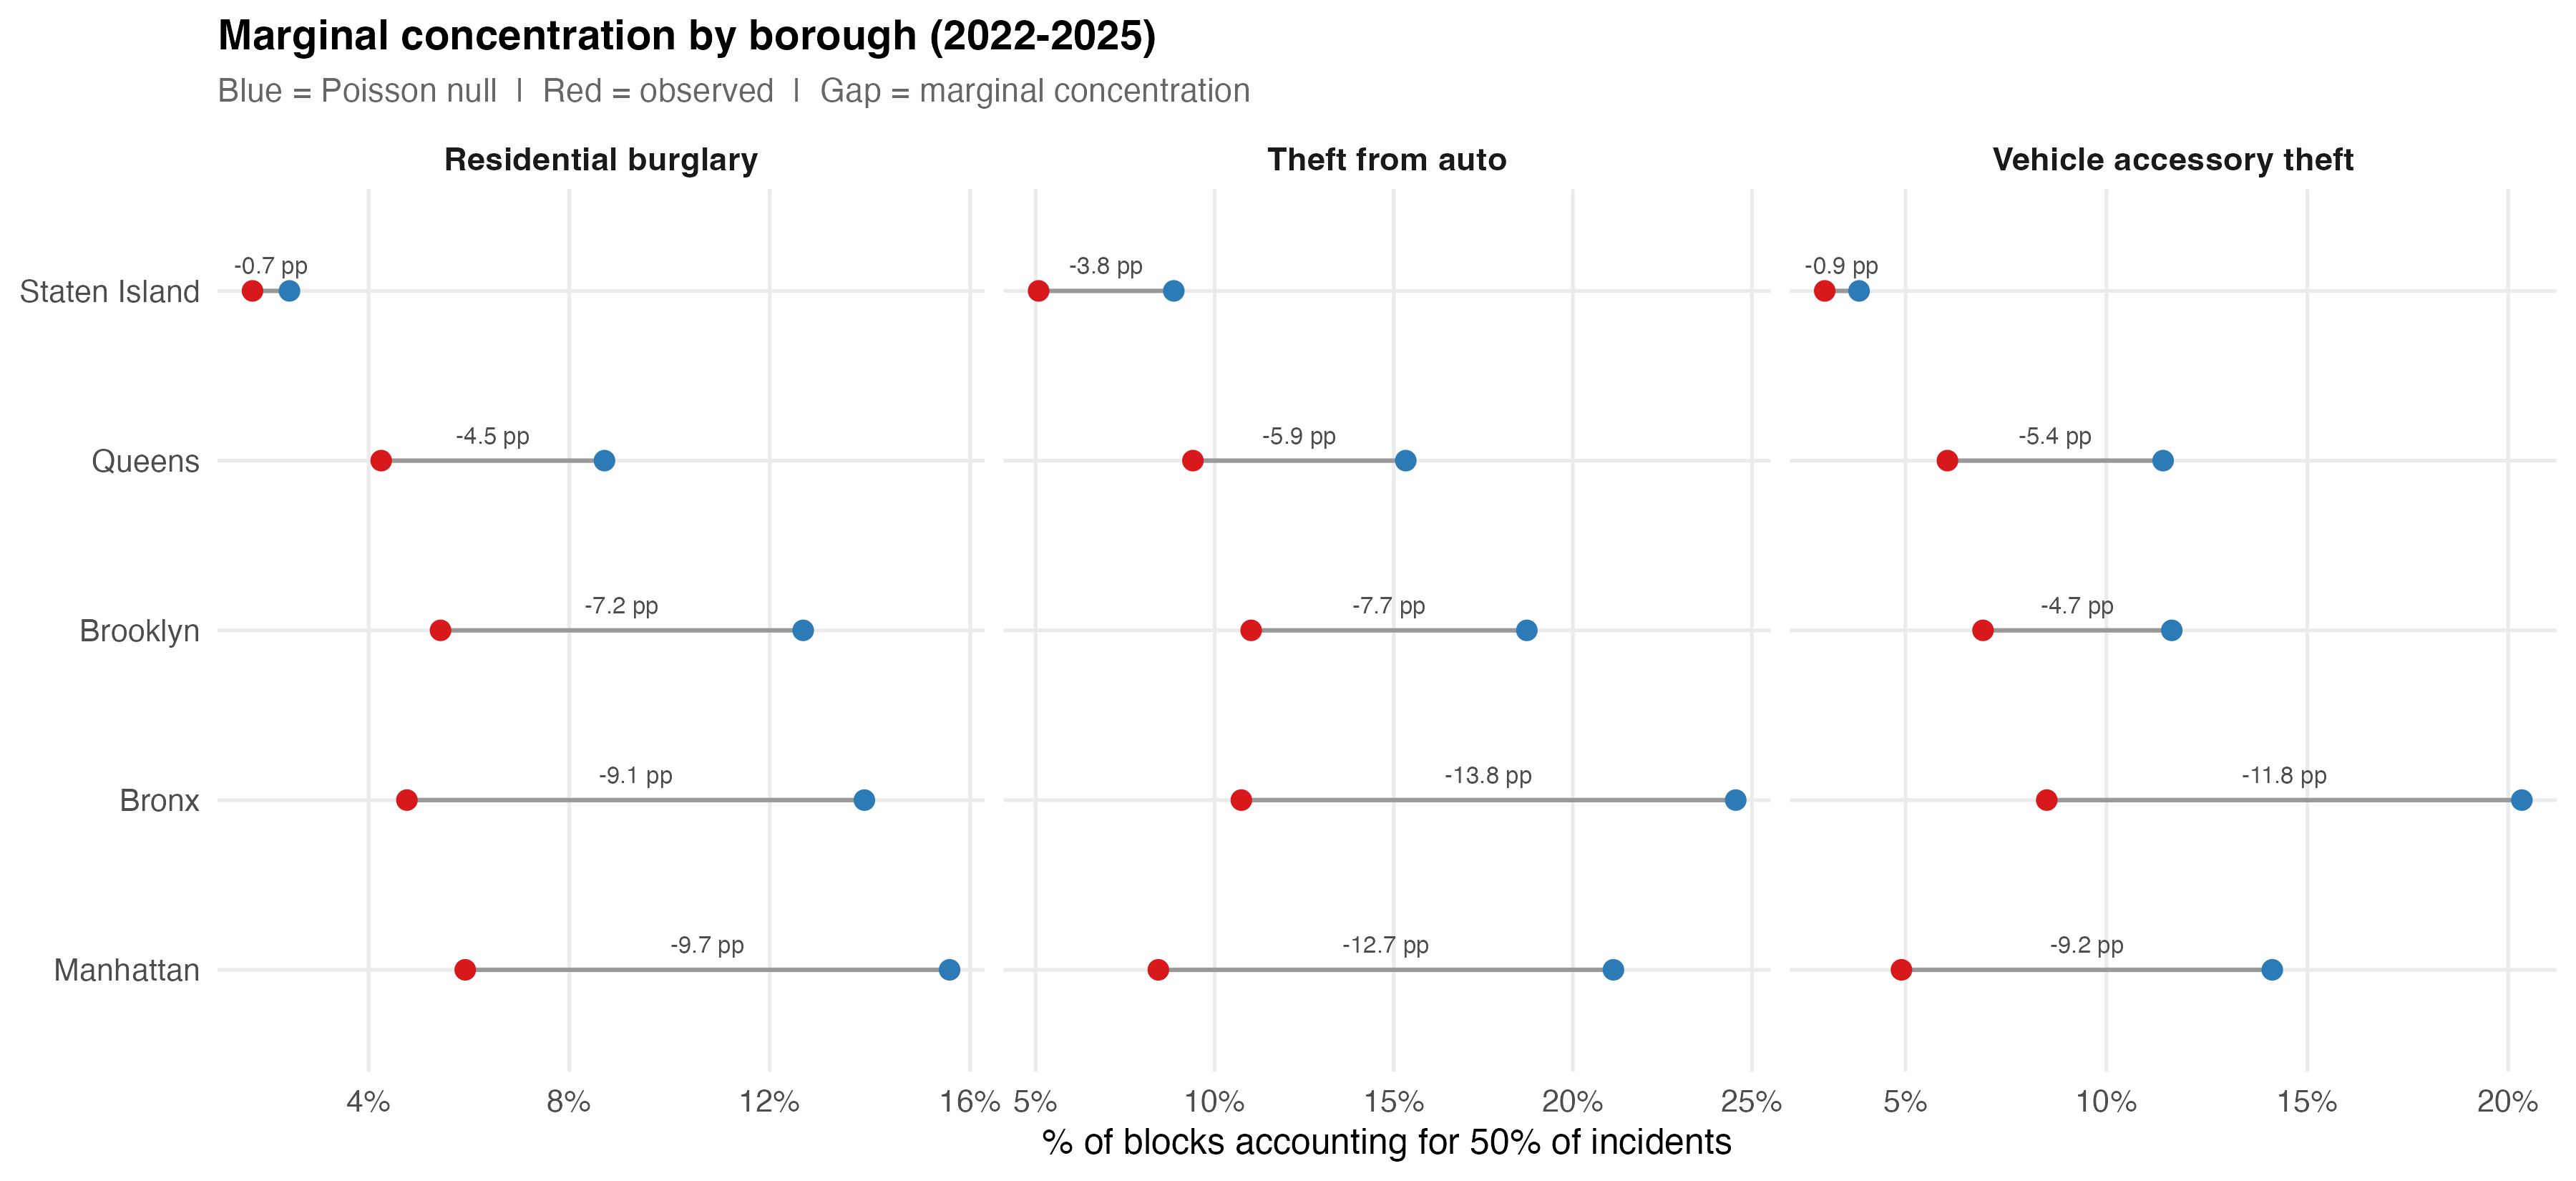 Marginal concentration by borough (2022-2025)
Blue = Poisson null | Red = observed | Gap = marginal concentration
Residential burglary Theft from auto Vehicle accessory theft
Staten Island -0.7 pp -3.8 pp -0.9 pp
Queens -4.5 pp -5.9 pp -5.4 pp
Brooklyn -7.2 pp -7.7 pp -4.7 pp
Bronx -9.1 pp -13.8 pp -11.8 pp
Manhattan -9.7 pp -12.7 pp -9.2 pp
4% 8% 12% 16% 5% 10% 15% 20% 25% 5% 10% 15% 20%
% of blocks accounting for 50% of incidents